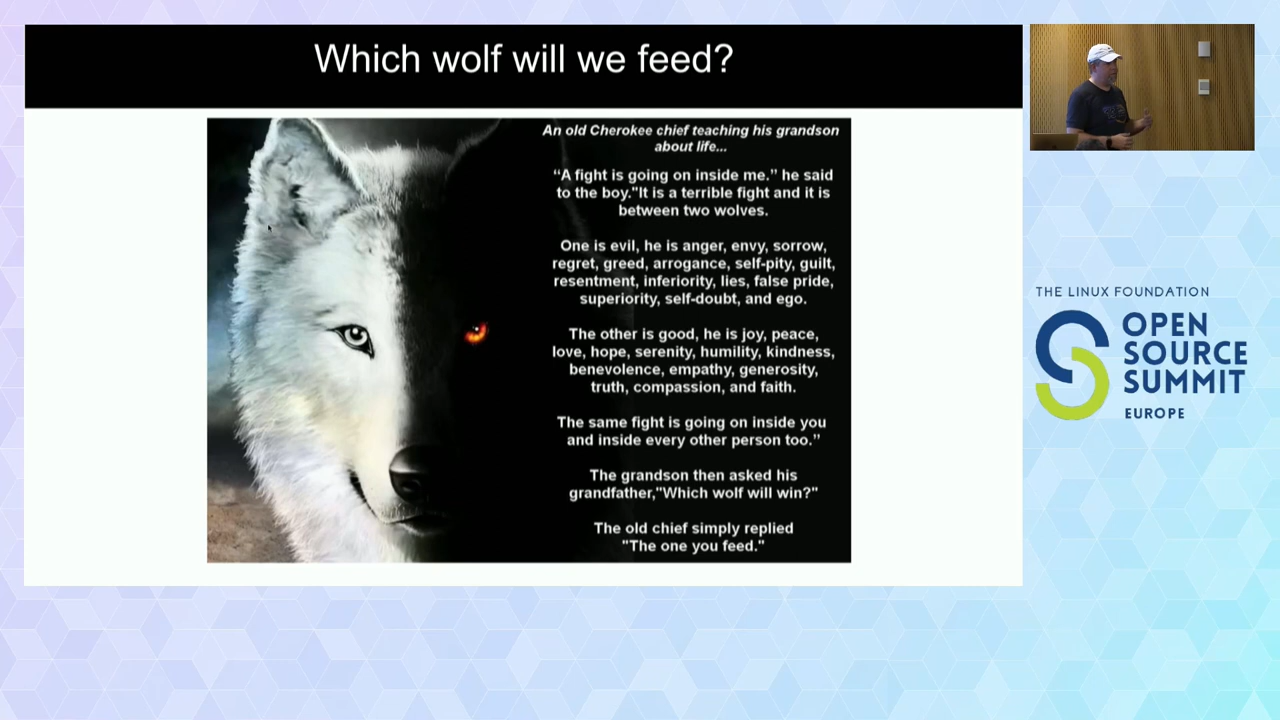 Which wolf will we feed?
An old Cherokee chief teaching his grandson
about life...
“A fight is going on inside me.” he said
to the boy."It is a terrible fight and it is
between two wolves.
One is evil, he is anger, envy, sorrow,
regret, greed, arrogance, self-pity, guilt,
resentment, inferiority, lies, false pride,
superiority, self-doubt, and ego.
The other is good, he is joy, peace,
love, hope, serenity, humility, kindness,
benevolence, empathy, generosity,
truth, compassion, and faith.
The same fight is going on inside you
and inside every other person too.”
The grandson then asked his
grandfather,"Which wolf will win?"
The old chief simply replied
"The one you feed."
THE LINUX FOUNDATION
OPEN
SOURCE
SUMMIT
EUROPE